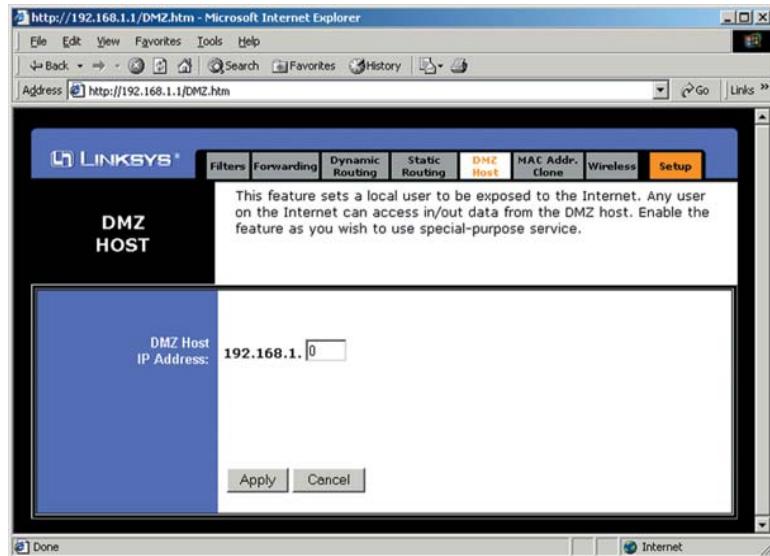 http://192.168.1.1/DMZ.htm - Microsoft Internet Explorer
File Edit View Favorites Tools Help
Back Search Favorites History
Address http://192.168.1.1/DMZ.htm Go Links »
LINKSYS®
Filters Forwarding Dynamic Routing Static Routing DMZ Host MAC Addr. Clone Wireless Setup
DMZ
HOST
This feature sets a local user to be exposed to the Internet. Any user
on the Internet can access in/out data from the DMZ host. Enable the
feature as you wish to use special-purpose service.
DMZ Host
IP Address:
192.168.1. 0
Apply Cancel
Done Internet